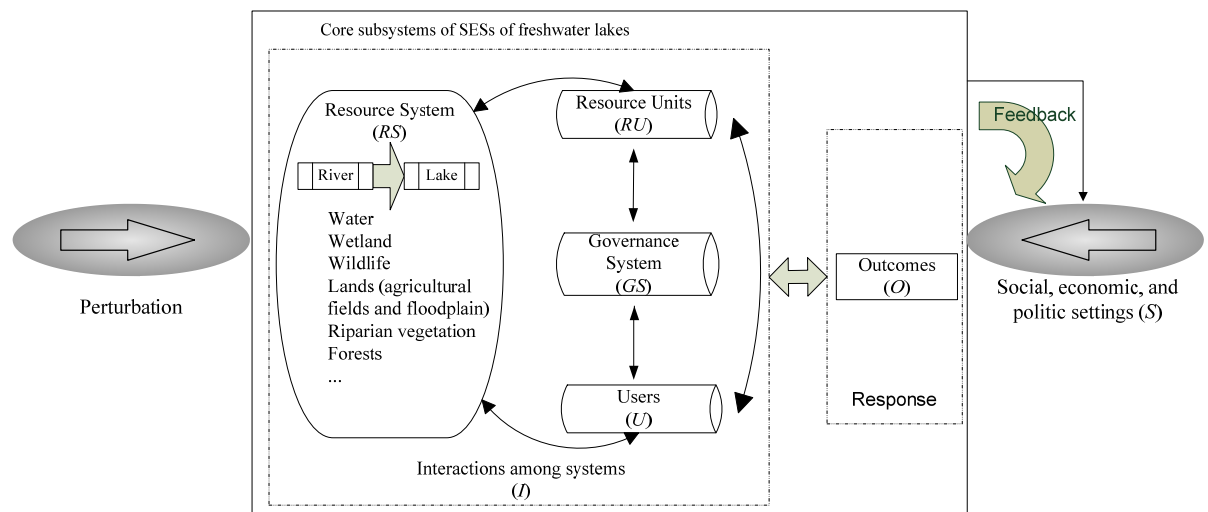 Core subsystems of SESs of freshwater lakes
Resource System
(RS)
River
Lake
Water
Wetland
Wildlife
Lands (agricultural
fields and floodplain)
Riparian vegetation
Forests
...
Resource Units
(RU)
Governance
System
(GS)
Users
(U)
Interactions among systems
(I)
Perturbation
Outcomes
(O)
Response
Feedback
Social, economic, and
politic settings (S)